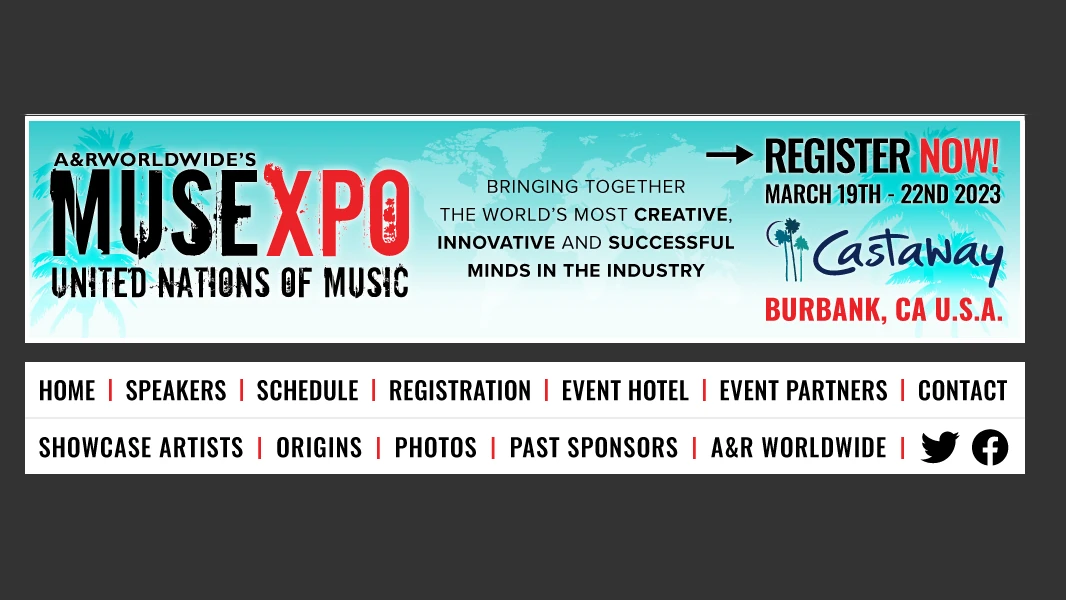 A&RWORLDWIDE'S
MUSEXPO
UNITED NATIONS OF MUSIC
BRINGING TOGETHER
THE WORLD'S MOST CREATIVE,
INNOVATIVE AND SUCCESSFUL
MINDS IN THE INDUSTRY
REGISTER NOW!
MARCH 19TH - 22ND 2023
Castaway
BURBANK, CA U.S.A.
HOME | SPEAKERS | SCHEDULE | REGISTRATION | EVENT HOTEL | EVENT PARTNERS | CONTACT
SHOWCASE ARTISTS | ORIGINS | PHOTOS | PAST SPONSORS | A&R WORLDWIDE |